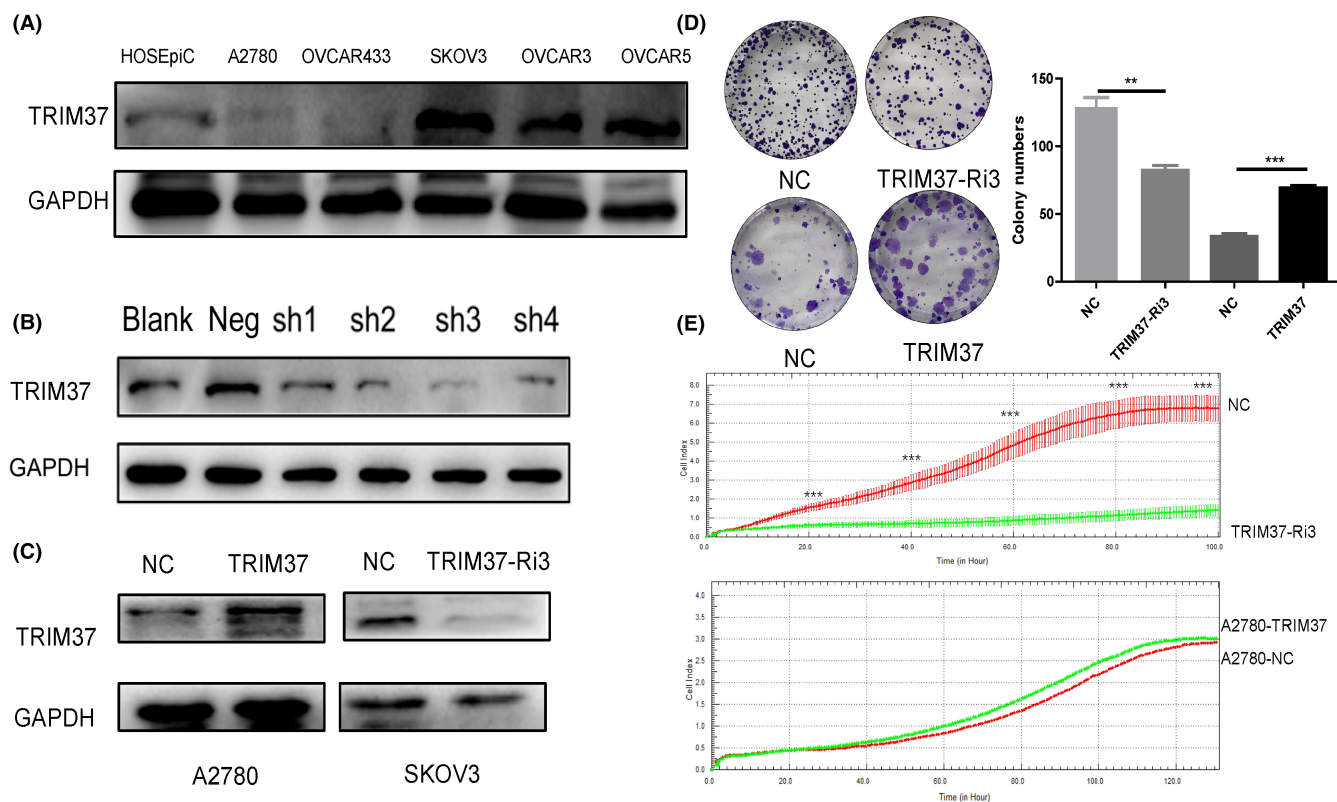 (A)
HOSEpiC A2780 OVCAR433 SKOV3 OVCAR3 OVCAR5
TRIM37
GAPDH
(B)
Blank Neg sh1 sh2 sh3 sh4
TRIM37
GAPDH
(C)
NC TRIM37 NC TRIM37-Ri3
TRIM37
GAPDH
A2780 SKOV3
(D)
NC TRIM37-Ri3
NC TRIM37
Colony numbers
150
100
50
0
** ***
NC TRIM37-Ri3 NC TRIM37
(E)
8.0
7.0
6.0
5.0
4.0
3.0
2.0
1.0
0.0
Cell Index
*** *** *** *** ***
NC
TRIM37-Ri3
0.0 20.0 40.0 60.0 80.0 100.0
Time (in Hour)
4.0
3.5
3.0
2.5
2.0
1.5
1.0
0.5
0.0
Cell Index
A2780-TRIM37
A2780-NC
0.0 20.0 40.0 60.0 80.0 100.0 120.0
Time (in Hour)